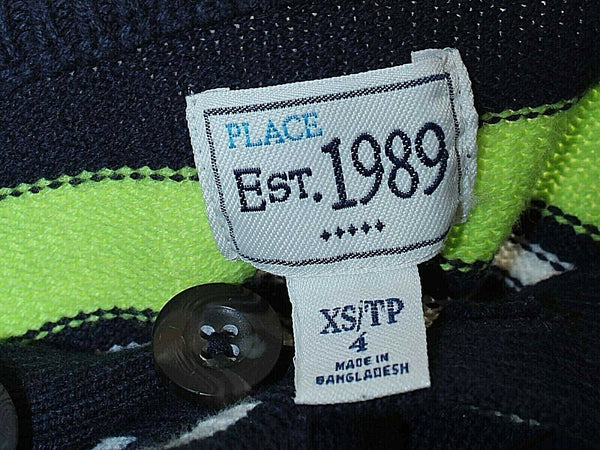 PLACE
EST. 1989
XS/TP
4
MADE IN
BANGLADESH